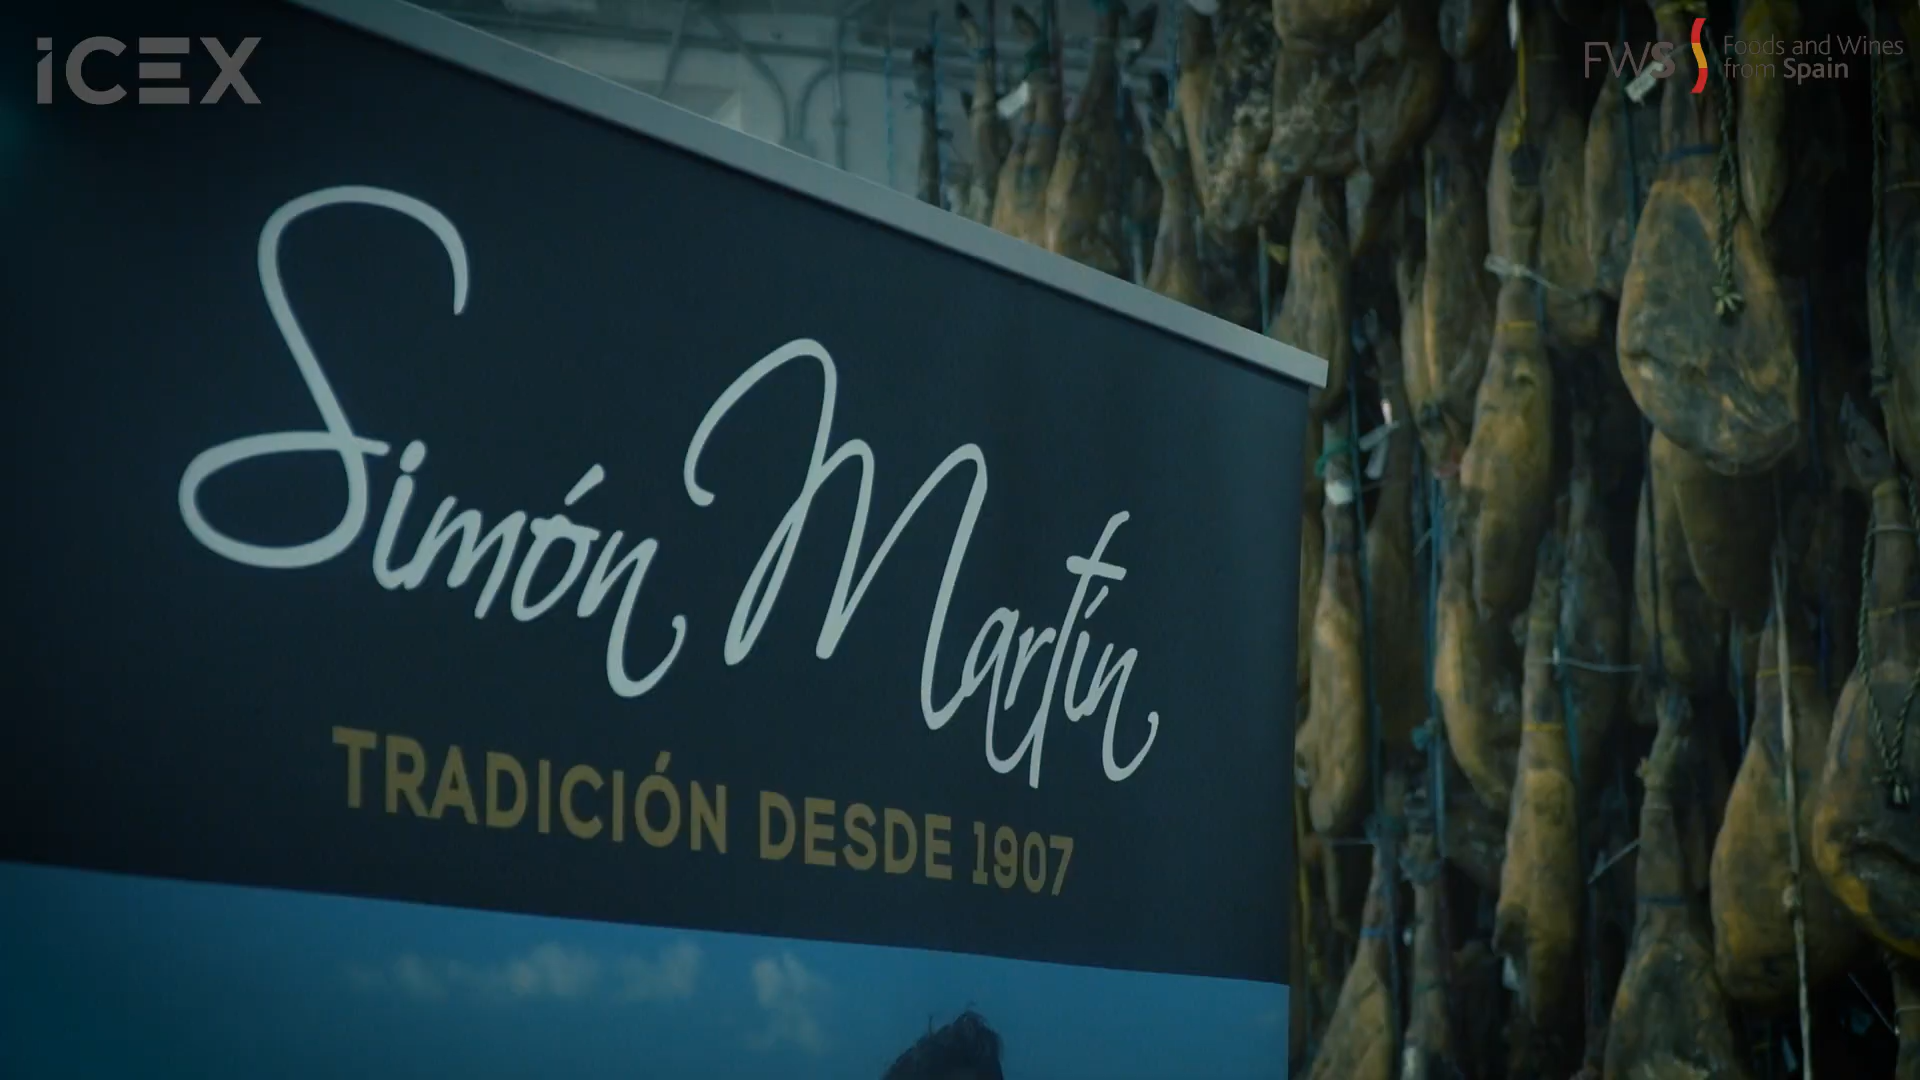 iCEX
FWS Foods and Wines
from Spain
Simón Martín
TRADICIÓN DESDE 1907